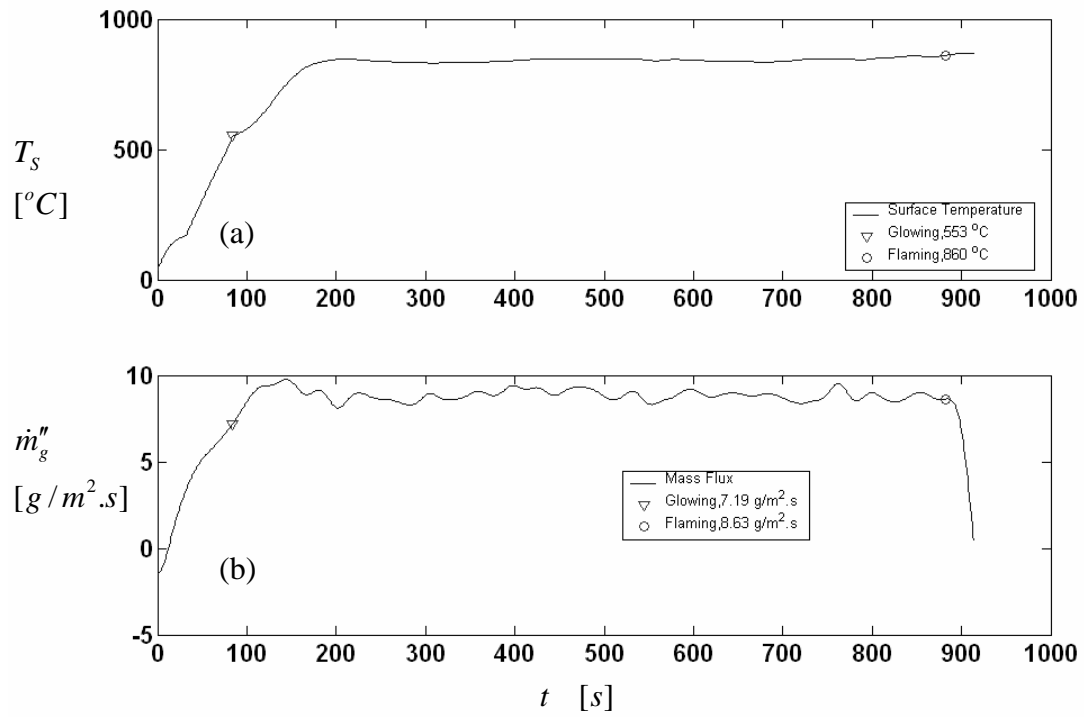 1000
500
0
T_S
[°C]
(a)
Surface Temperature
Glowing,553 °C
Flaming,860 °C
0 100 200 300 400 500 600 700 800 900 1000
10
5
0
-5
ṁ″_g
[g/m².s]
(b)
Mass Flux
Glowing,7.19 g/m².s
Flaming,8.63 g/m².s
0 100 200 300 400 500 600 700 800 900 1000
t [s]